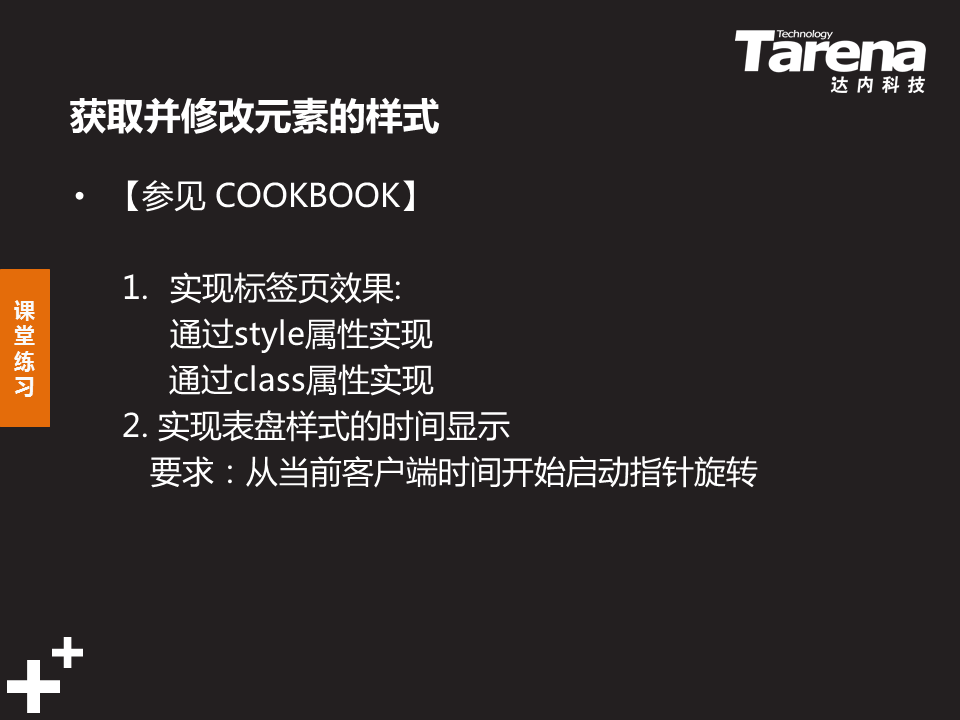 Technology
Tarena
达内科技
获取并修改元素的样式
• 【参见 COOKBOOK】
1. 实现标签页效果:
通过style属性实现
通过class属性实现
2. 实现表盘样式的时间显示
要求：从当前客户端时间开始启动指针旋转
课
堂
练
习